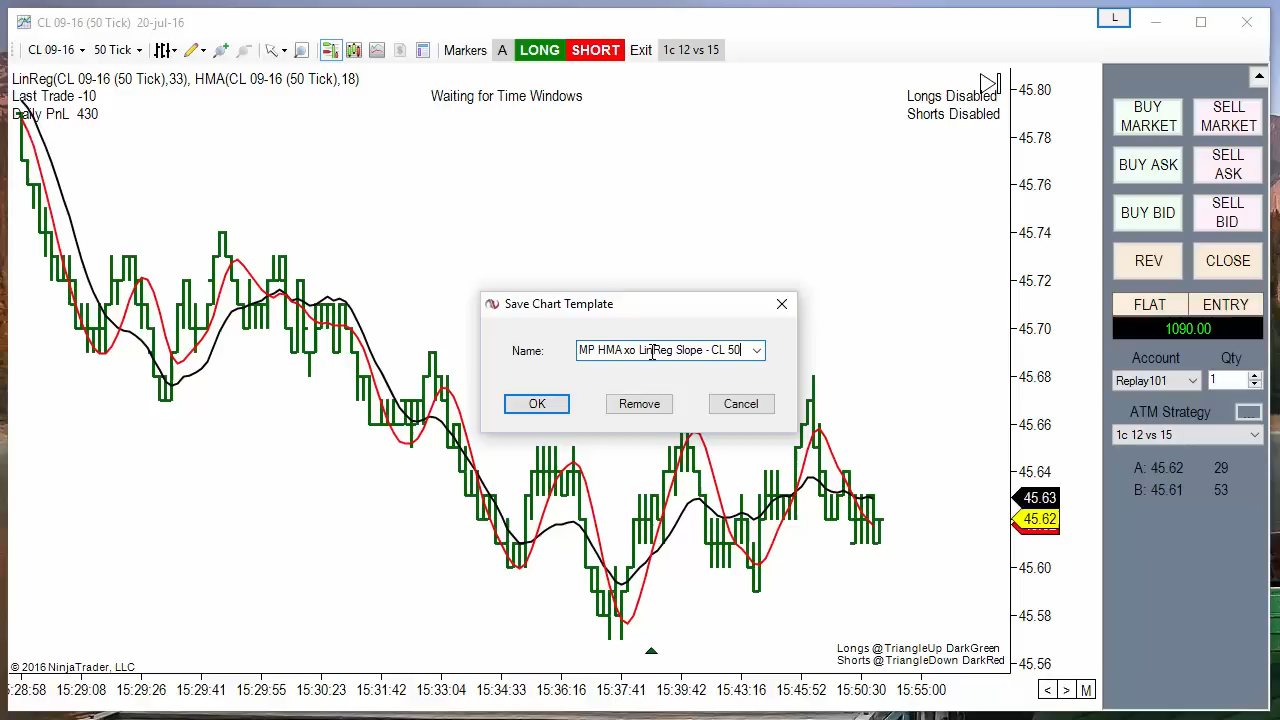 CL 09-16 (50 Tick) 20-jul-16
L
CL 09-16 50 Tick Markers A LONG SHORT Exit 1c 12 vs 15
LinReg(CL 09-16 (50 Tick),33), HMA(CL 09-16 (50 Tick),18)
Last Trade -10 Waiting for Time Windows Longs Disabled
Daily PnL 430 Shorts Disabled
45.80
45.78
45.76
45.74
45.72
45.70
45.68
45.66
45.64
45.63
45.62
45.60
45.58
45.56
BUY MARKET
SELL MARKET
BUY ASK
SELL ASK
BUY BID
SELL BID
REV
CLOSE
FLAT
ENTRY
1090.00
Account Qty
Replay101 1
ATM Strategy
1c 12 vs 15
A: 45.62 29
B: 45.61 53
Save Chart Template
Name: MP HMA xo LinReg Slope - CL 50
OK Remove Cancel
Longs @TriangleUp DarkGreen
Shorts @TriangleDown DarkRed
© 2016 NinjaTrader, LLC
5:28:58 15:29:08 15:29:26 15:29:41 15:29:55 15:30:23 15:31:42 15:33:04 15:34:33 15:36:16 15:37:41 15:39:42 15:43:16 15:45:52 15:50:30 15:55:00
< > M